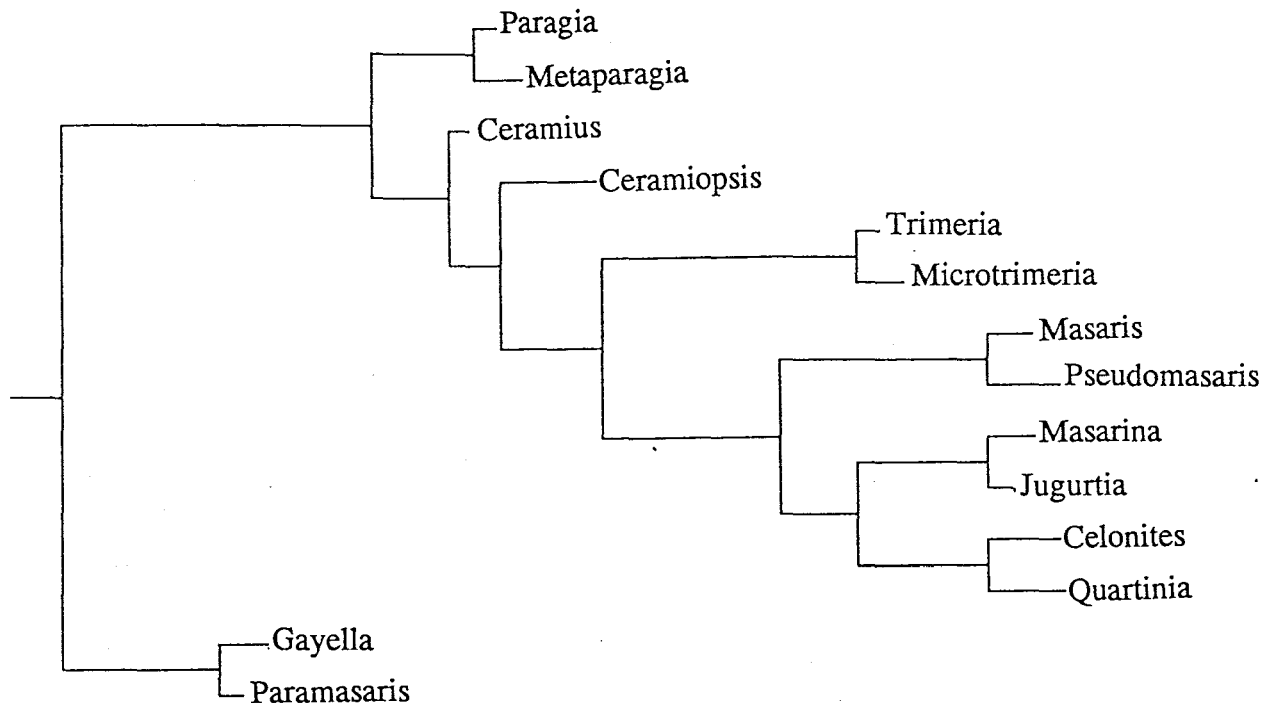 Paragia
Metaparagia
Ceramius
Ceramiopsis
Trimeria
Microtrimeria
Masaris
Pseudomasaris
Masarina
Jugurtia
Celonites
Quartinia
Gayella
Paramasaris